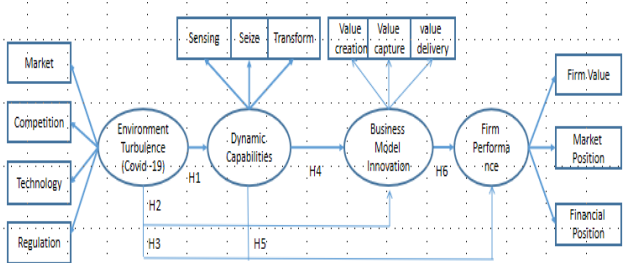 Sensing
Seize
Transform
Value
creation
Value
capture
value
delivery
Market
Competition
Technology
Regulation
Environment
Turbulence
(Covid-19)
H1
Dynamic
Capabilities
H4
Business
Model
Innovation
H6
Firm
Performa
nce
Firm Value
Market
Position
Financial
Position
H2
H3
H5